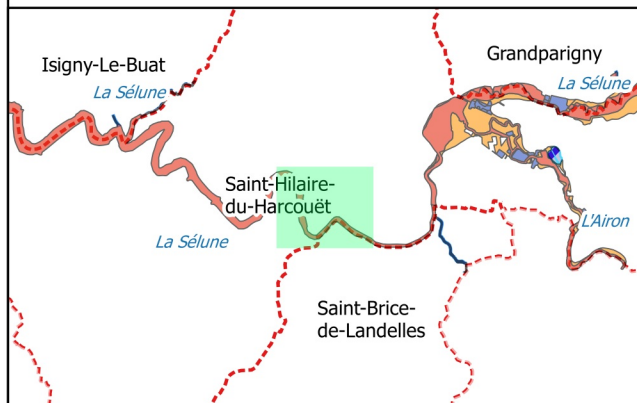 Grandparigny
Isigny-Le-Buat
La Sélune
La Sélune
Saint-Hilaire-
du-Harcouët
L'Airon
La Sélune
Saint-Brice-
de-Landelles